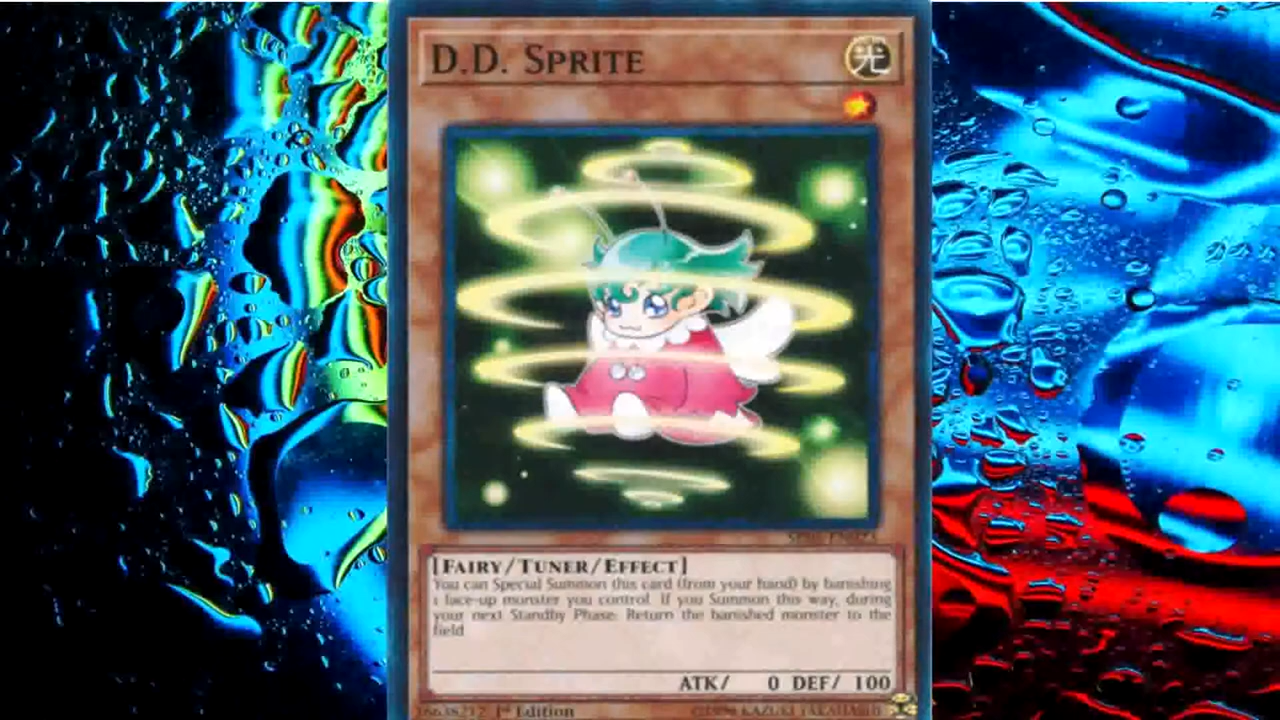 D.D. SPRITE
光
[FAIRY/TUNER/EFFECT]
You can Special Summon this card (from your hand) by banishing
1 face-up monster you control. If you Summon this way, during
your next Standby Phase: Return the banished monster to the
field
ATK/ 0 DEF/ 100
1st Edition
KAZUKI TAKAHASHI